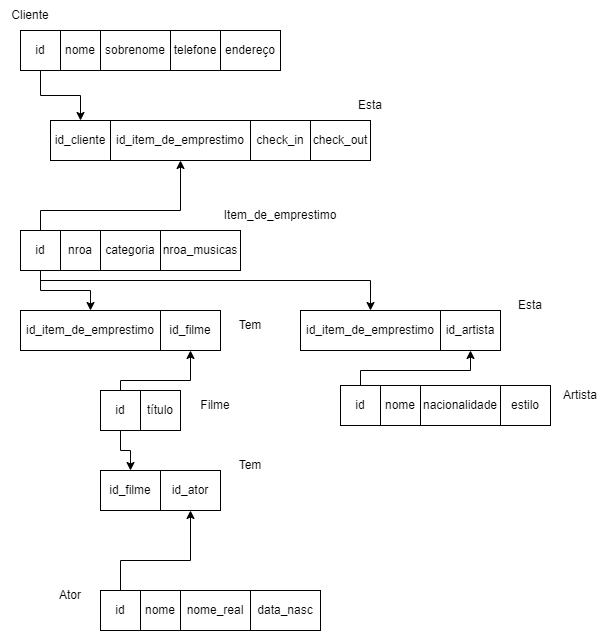 Cliente
id nome sobrenome telefone endereço
Esta
id_cliente id_item_de_emprestimo check_in check_out
Item_de_emprestimo
id nroa categoria nroa_musicas
Esta
id_item_de_emprestimo id_filme Tem id_item_de_emprestimo id_artista
id título Filme
id nome nacionalidade estilo Artista
Tem
id_filme id_ator
Ator
id nome nome_real data_nasc